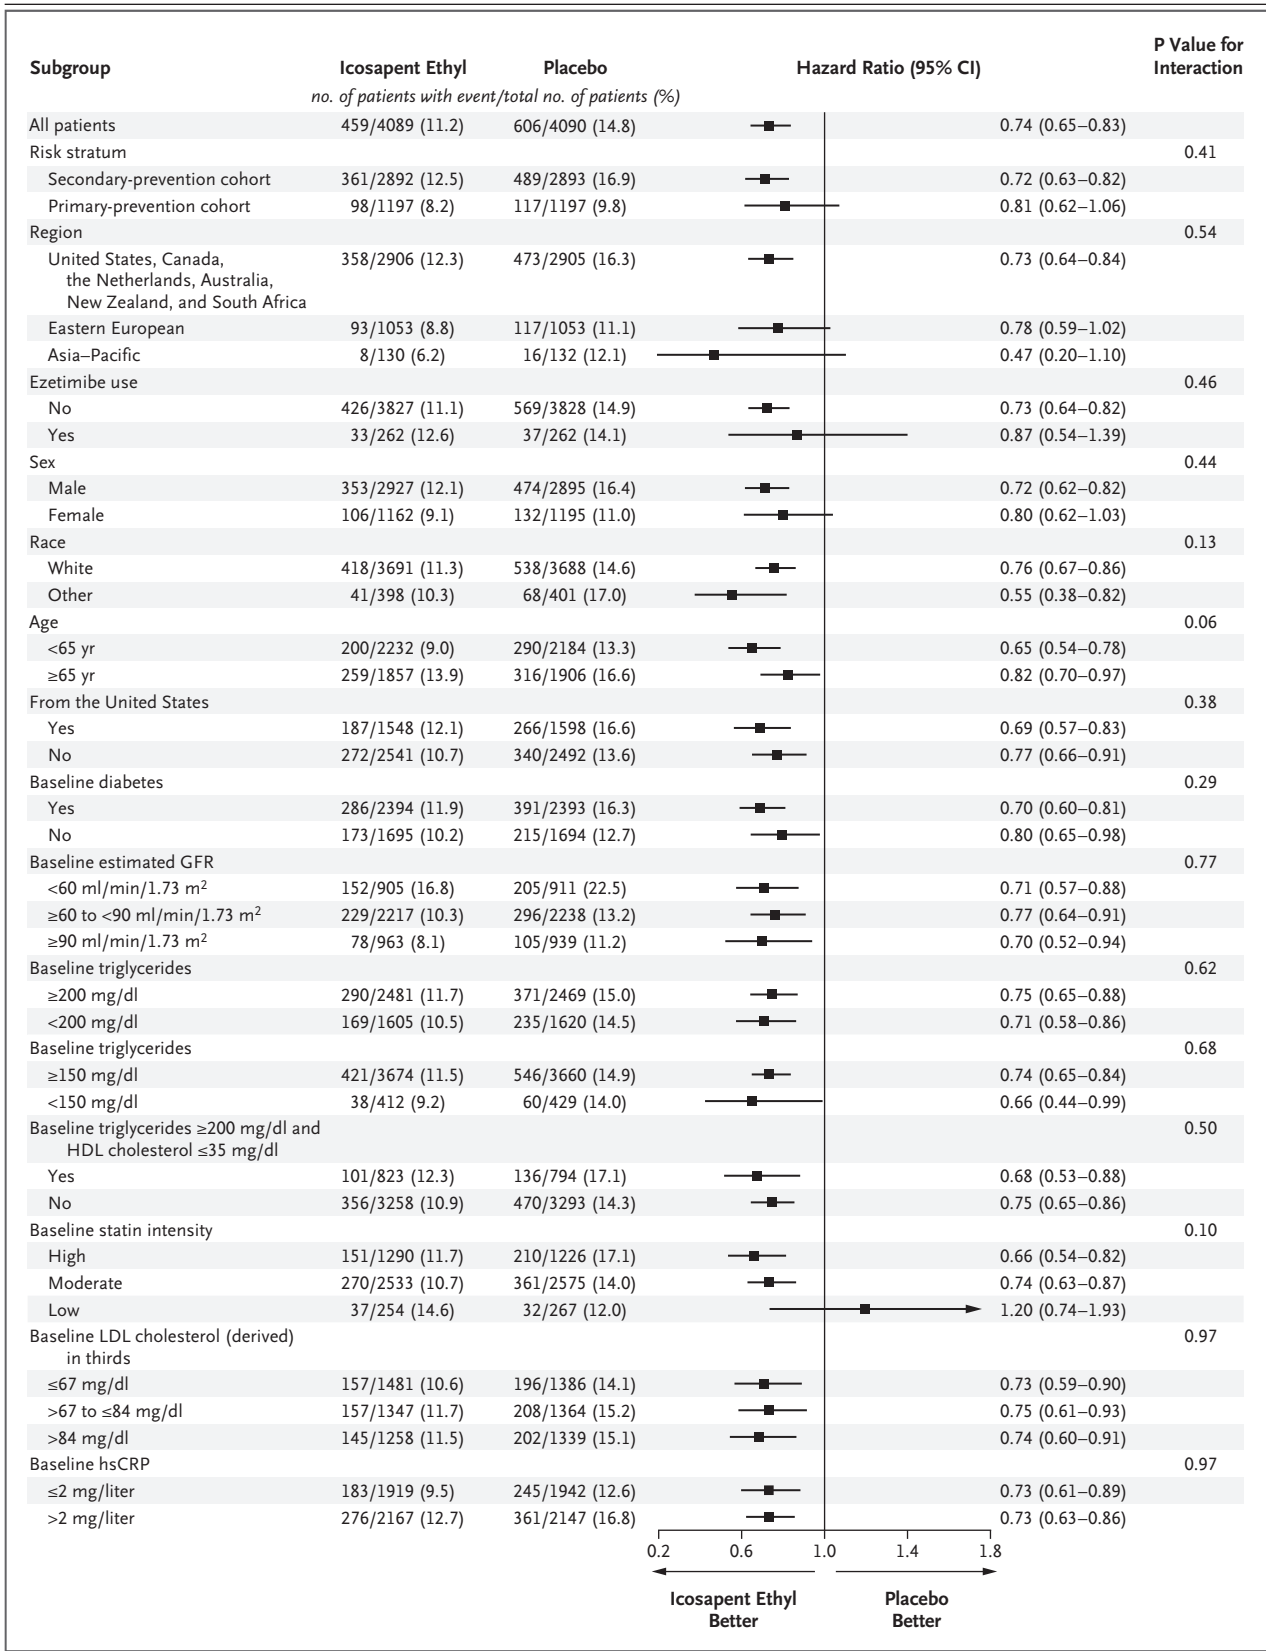 Subgroup Icosapent Ethyl Placebo Hazard Ratio (95% CI) P Value for Interaction
no. of patients with event/total no. of patients (%)
All patients 459/4089 (11.2) 606/4090 (14.8) 0.74 (0.65–0.83)
Risk stratum 0.41
Secondary-prevention cohort 361/2892 (12.5) 489/2893 (16.9) 0.72 (0.63–0.82)
Primary-prevention cohort 98/1197 (8.2) 117/1197 (9.8) 0.81 (0.62–1.06)
Region 0.54
United States, Canada, 358/2906 (12.3) 473/2905 (16.3) 0.73 (0.64–0.84)
the Netherlands, Australia,
New Zealand, and South Africa
Eastern European 93/1053 (8.8) 117/1053 (11.1) 0.78 (0.59–1.02)
Asia–Pacific 8/130 (6.2) 16/132 (12.1) 0.47 (0.20–1.10)
Ezetimibe use 0.46
No 426/3827 (11.1) 569/3828 (14.9) 0.73 (0.64–0.82)
Yes 33/262 (12.6) 37/262 (14.1) 0.87 (0.54–1.39)
Sex 0.44
Male 353/2927 (12.1) 474/2895 (16.4) 0.72 (0.62–0.82)
Female 106/1162 (9.1) 132/1195 (11.0) 0.80 (0.62–1.03)
Race 0.13
White 418/3691 (11.3) 538/3688 (14.6) 0.76 (0.67–0.86)
Other 41/398 (10.3) 68/401 (17.0) 0.55 (0.38–0.82)
Age 0.06
<65 yr 200/2232 (9.0) 290/2184 (13.3) 0.65 (0.54–0.78)
≥65 yr 259/1857 (13.9) 316/1906 (16.6) 0.82 (0.70–0.97)
From the United States 0.38
Yes 187/1548 (12.1) 266/1598 (16.6) 0.69 (0.57–0.83)
No 272/2541 (10.7) 340/2492 (13.6) 0.77 (0.66–0.91)
Baseline diabetes 0.29
Yes 286/2394 (11.9) 391/2393 (16.3) 0.70 (0.60–0.81)
No 173/1695 (10.2) 215/1694 (12.7) 0.80 (0.65–0.98)
Baseline estimated GFR 0.77
<60 ml/min/1.73 m² 152/905 (16.8) 205/911 (22.5) 0.71 (0.57–0.88)
≥60 to <90 ml/min/1.73 m² 229/2217 (10.3) 296/2238 (13.2) 0.77 (0.64–0.91)
≥90 ml/min/1.73 m² 78/963 (8.1) 105/939 (11.2) 0.70 (0.52–0.94)
Baseline triglycerides 0.62
≥200 mg/dl 290/2481 (11.7) 371/2469 (15.0) 0.75 (0.65–0.88)
<200 mg/dl 169/1605 (10.5) 235/1620 (14.5) 0.71 (0.58–0.86)
Baseline triglycerides 0.68
≥150 mg/dl 421/3674 (11.5) 546/3660 (14.9) 0.74 (0.65–0.84)
<150 mg/dl 38/412 (9.2) 60/429 (14.0) 0.66 (0.44–0.99)
Baseline triglycerides ≥200 mg/dl and 0.50
HDL cholesterol ≤35 mg/dl
Yes 101/823 (12.3) 136/794 (17.1) 0.68 (0.53–0.88)
No 356/3258 (10.9) 470/3293 (14.3) 0.75 (0.65–0.86)
Baseline statin intensity 0.10
High 151/1290 (11.7) 210/1226 (17.1) 0.66 (0.54–0.82)
Moderate 270/2533 (10.7) 361/2575 (14.0) 0.74 (0.63–0.87)
Low 37/254 (14.6) 32/267 (12.0) 1.20 (0.74–1.93)
Baseline LDL cholesterol (derived) 0.97
in thirds
≤67 mg/dl 157/1481 (10.6) 196/1386 (14.1) 0.73 (0.59–0.90)
>67 to ≤84 mg/dl 157/1347 (11.7) 208/1364 (15.2) 0.75 (0.61–0.93)
>84 mg/dl 145/1258 (11.5) 202/1339 (15.1) 0.74 (0.60–0.91)
Baseline hsCRP 0.97
≤2 mg/liter 183/1919 (9.5) 245/1942 (12.6) 0.73 (0.61–0.89)
>2 mg/liter 276/2167 (12.7) 361/2147 (16.8) 0.73 (0.63–0.86)
0.2 0.6 1.0 1.4 1.8
Icosapent Ethyl Better Placebo Better